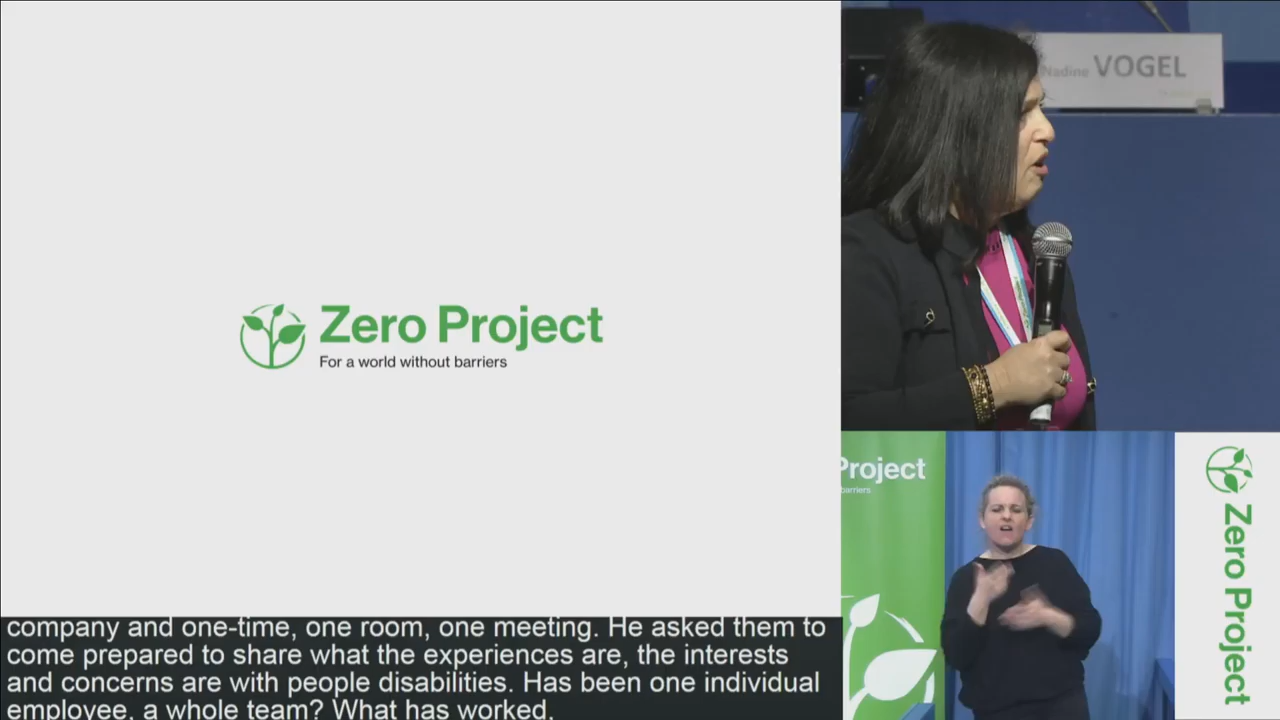 Zero Project
For a world without barriers
Nadine VOGEL
Project
barriers
Zero Project
company and one-time, one room, one meeting. He asked them to
come prepared to share what the experiences are, the interests
and concerns are with people disabilities. Has been one individual
employee, a whole team? What has worked.